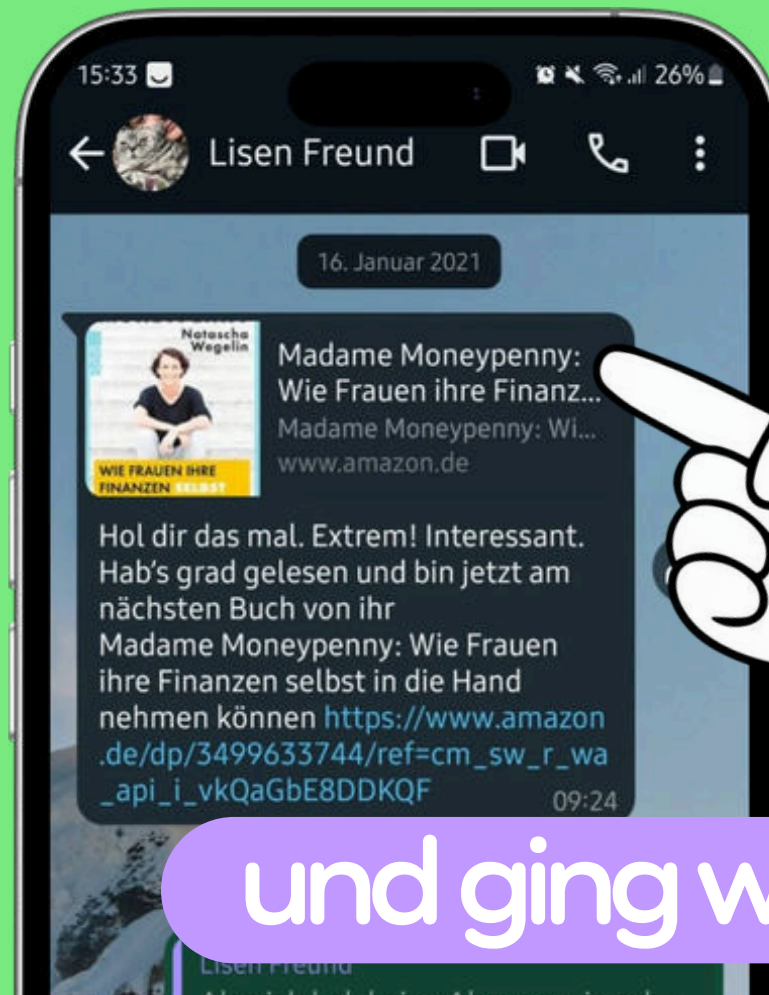 15:33
26%
Lisen Freund
16. Januar 2021
Natascha
Wegelin
WIE FRAUEN IHRE
FINANZEN SELBST
Madame Moneypenny:
Wie Frauen ihre Finanz...
Madame Moneypenny: Wi...
www.amazon.de
Hol dir das mal. Extrem! Interessant.
Hab's grad gelesen und bin jetzt am
nächsten Buch von ihr
Madame Moneypenny: Wie Frauen
ihre Finanzen selbst in die Hand
nehmen können https://www.amazon
.de/dp/3499633744/ref=cm_sw_r_wa
_api_i_vkQaGbE8DDKQF
09:24
und ging w
Lisen Freund